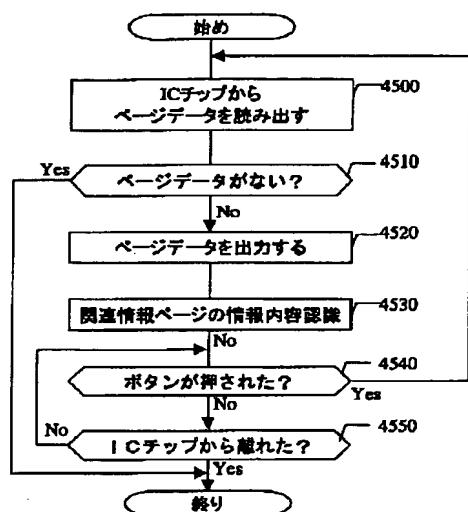 始め
ICチップから
ページデータを読み出す
4500
Yes
ページデータがない？
4510
No
ページデータを出力する
4520
関連情報ページの情報内容認識
4530
No
ボタンが押された？
4540
Yes
No
No
ＩＣチップから離れた？
4550
Yes
終り